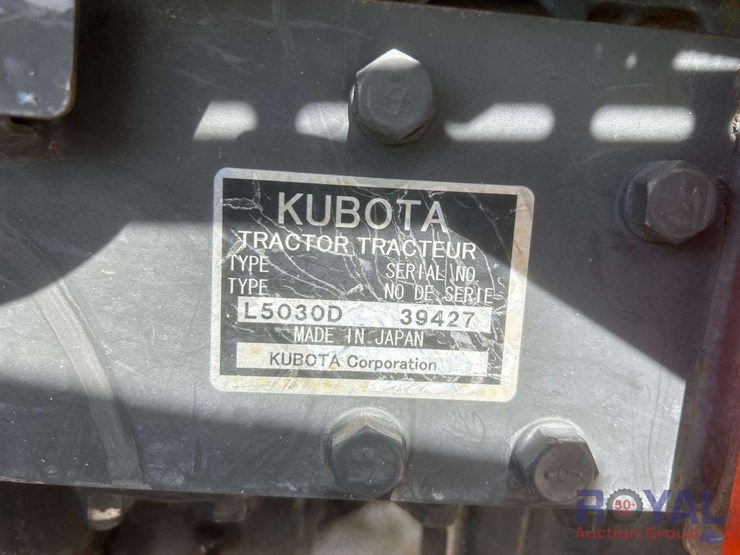 KUBOTA
TRACTOR TRACTEUR
TYPE SERIAL NO.
TYPE NO DE SERIE
L5030D 39427
MADE IN JAPAN
KUBOTA Corporation
50+
ROYAL
Auction Group